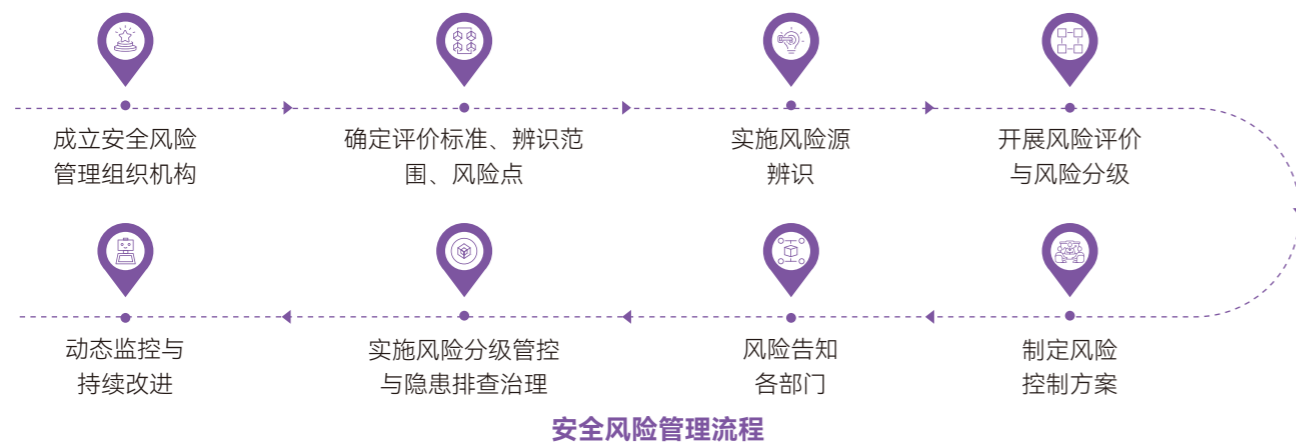 成立安全风险
管理组织机构
确定评价标准、辨识范
围、风险点
实施风险源
辨识
开展风险评价
与风险分级
制定风险
控制方案
风险告知
各部门
实施风险分级管控
与隐患排查治理
动态监控与
持续改进
安全风险管理流程